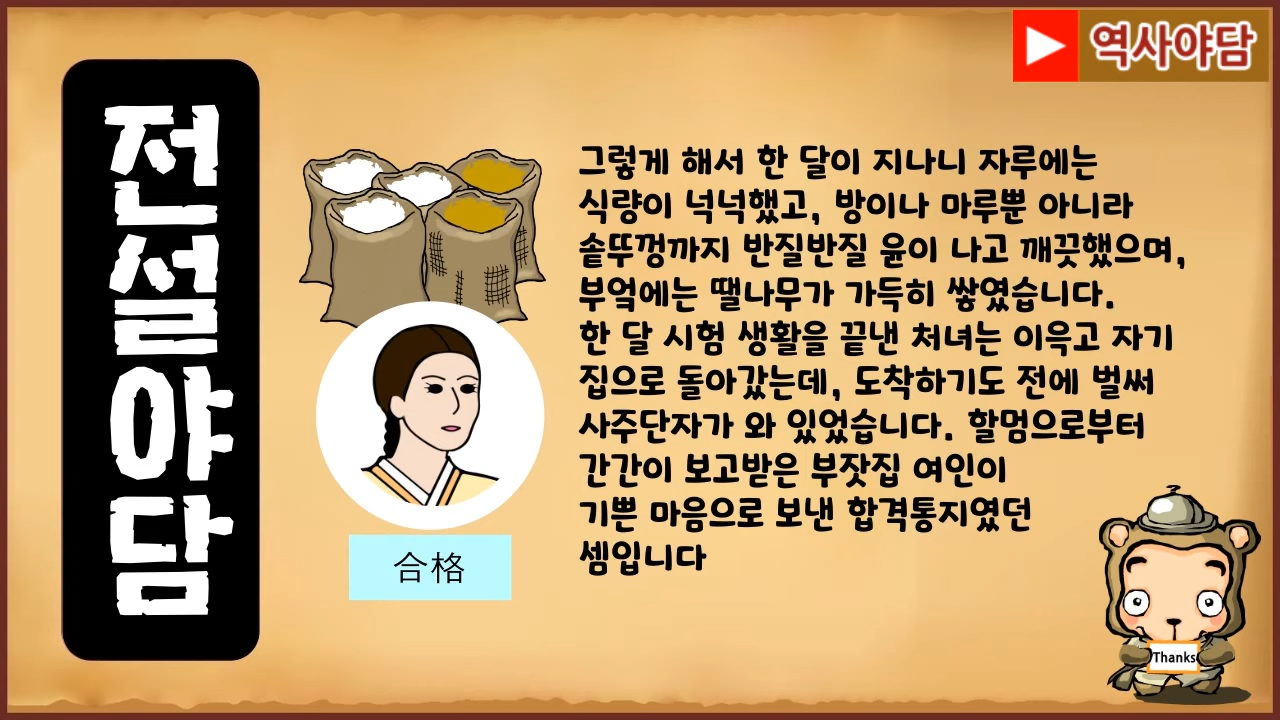 역사야담
전설야담
그렇게 해서 한 달이 지나니 자루에는
식량이 넉넉했고, 방이나 마루뿐 아니라
솥뚜껑까지 반질반질 윤이 나고 깨끗했으며,
부엌에는 땔나무가 가득히 쌓였습니다.
한 달 시험 생활을 끝낸 처녀는 이윽고 자기
집으로 돌아갔는데, 도착하기도 전에 벌써
사주단자가 와 있었습니다. 할멈으로부터
간간이 보고받은 부잣집 여인이
기쁜 마음으로 보낸 합격통지였던
셈입니다
合格
Thanks